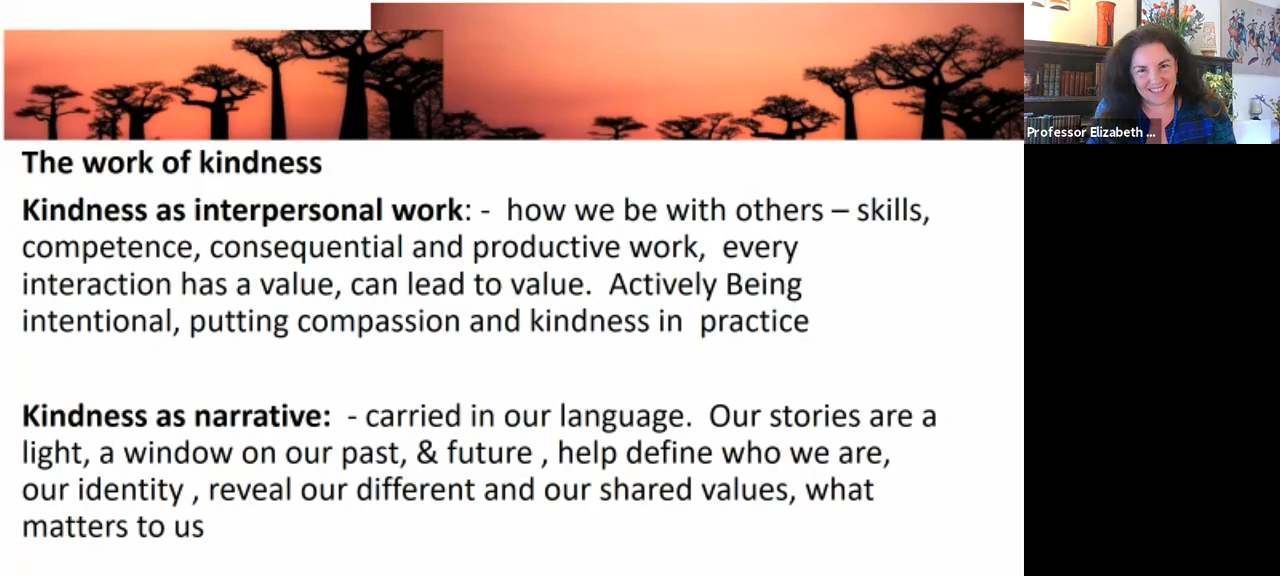 The work of kindness
Kindness as interpersonal work: -  how we be with others – skills,
competence, consequential and productive work,  every
interaction has a value, can lead to value.  Actively Being
intentional, putting compassion and kindness in  practice
Kindness as narrative:  - carried in our language.  Our stories are a
light, a window on our past, & future , help define who we are,
our identity , reveal our different and our shared values, what
matters to us
Professor Elizabeth ...